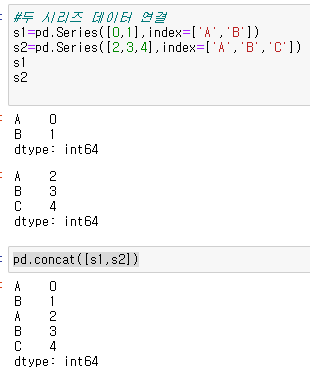 #두 시리즈 데이터 연결
s1=pd.Series([0,1],index=['A','B'])
s2=pd.Series([2,3,4],index=['A','B','C'])
s1
s2
A    0
B    1
dtype: int64
A    2
B    3
C    4
dtype: int64
pd.concat([s1,s2])
A    0
B    1
A    2
B    3
C    4
dtype: int64